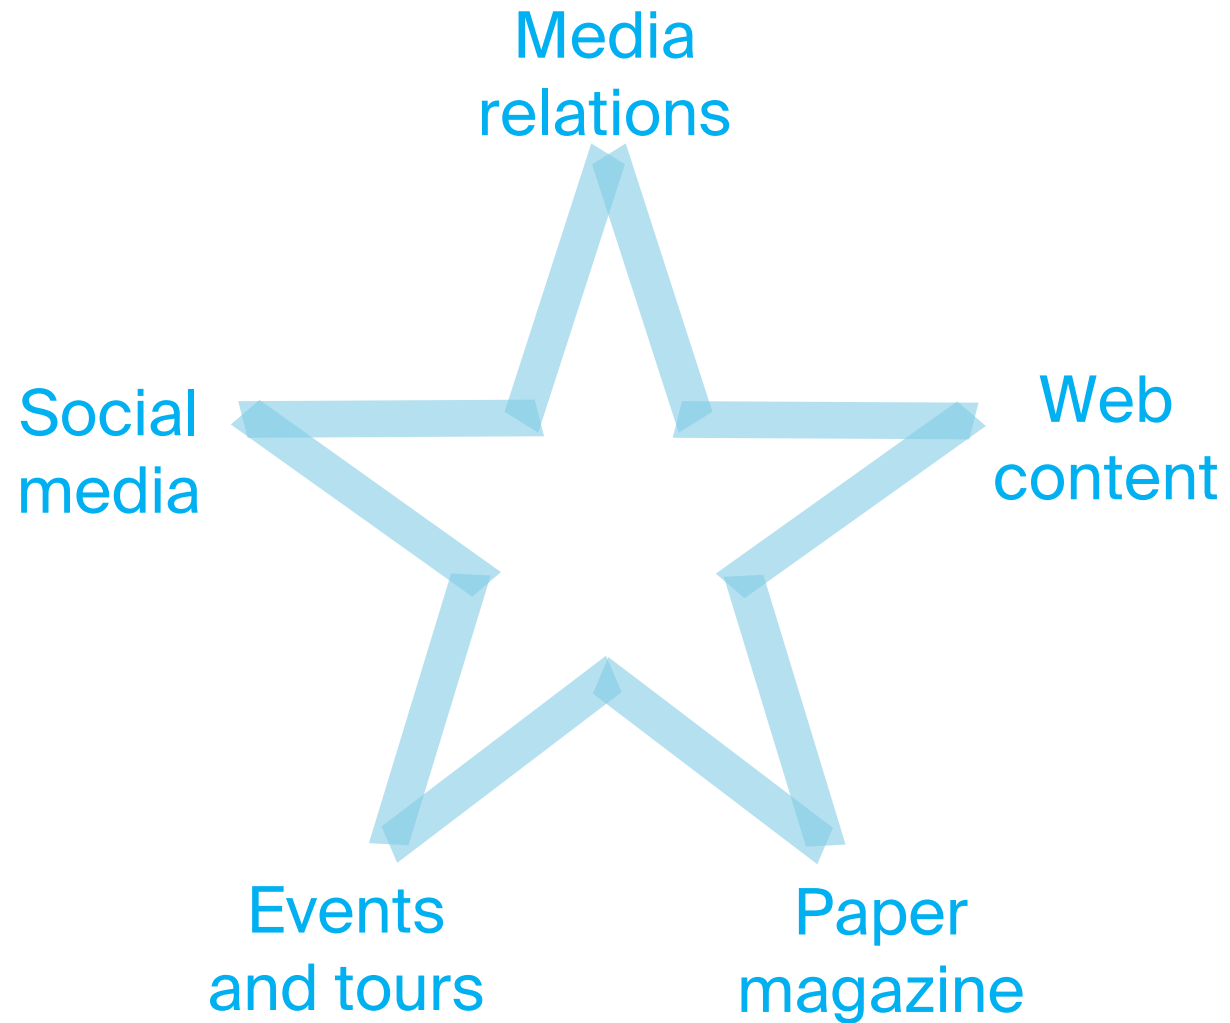 Media
relations
Social
media
Web
content
Events
and tours
Paper
magazine